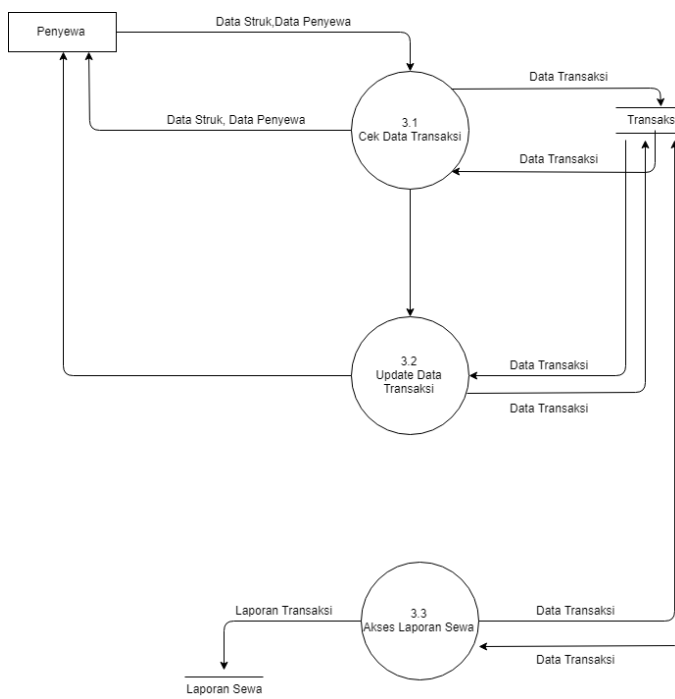 Penyewa
Data Struk,Data Penyewa
Data Transaksi
Data Struk, Data Penyewa
3.1
Cek Data Transaksi
Transaksi
Data Transaksi
3.2
Update Data
Transaksi
Data Transaksi
Data Transaksi
Laporan Transaksi
3.3
Akses Laporan Sewa
Data Transaksi
Data Transaksi
Laporan Sewa